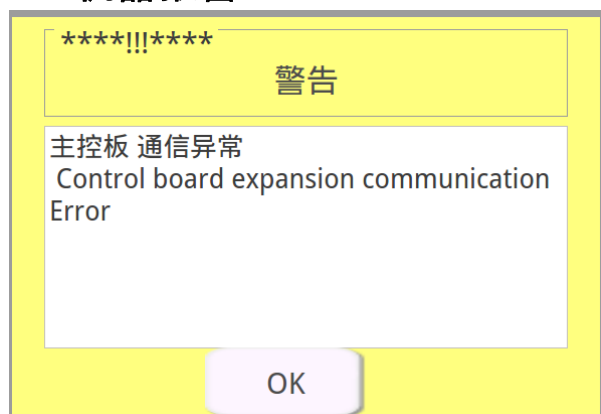 ****!!!****
警告
主控板 通信异常
Control board expansion communication
Error
OK